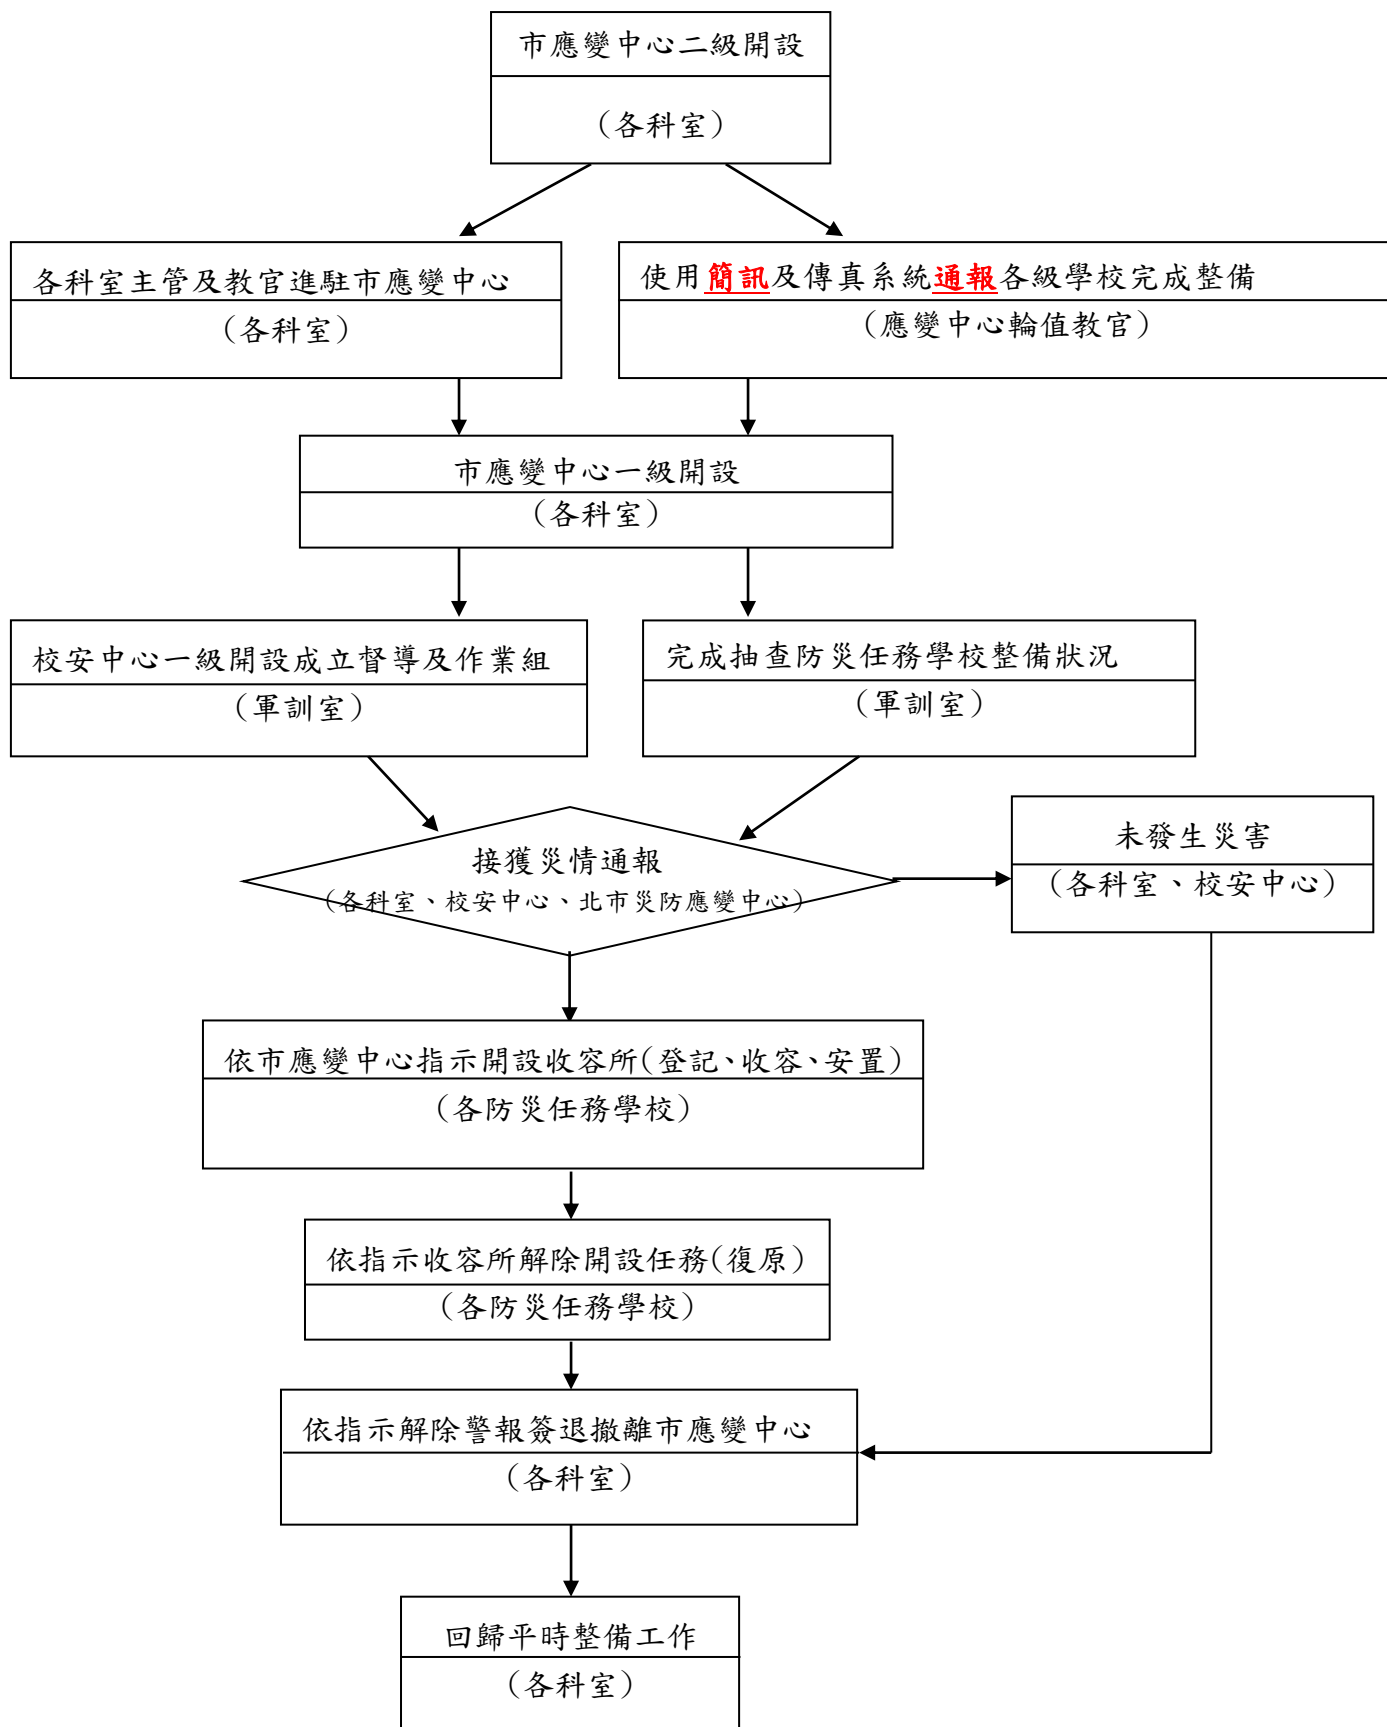 市應變中心二級開設
（各科室）
各科室主管及教官進駐市應變中心
（各科室）
使用簡訊及傳真系統通報各級學校完成整備
（應變中心輪值教官）
市應變中心一級開設
（各科室）
校安中心一級開設成立督導及作業組
（軍訓室）
完成抽查防災任務學校整備狀況
（軍訓室）
接獲災情通報
（各科室、校安中心、北市災防應變中心）
未發生災害
（各科室、校安中心）
依市應變中心指示開設收容所(登記、收容、安置)
（各防災任務學校）
依指示收容所解除開設任務(復原)
（各防災任務學校）
依指示解除警報簽退撤離市應變中心
（各科室）
回歸平時整備工作
（各科室）